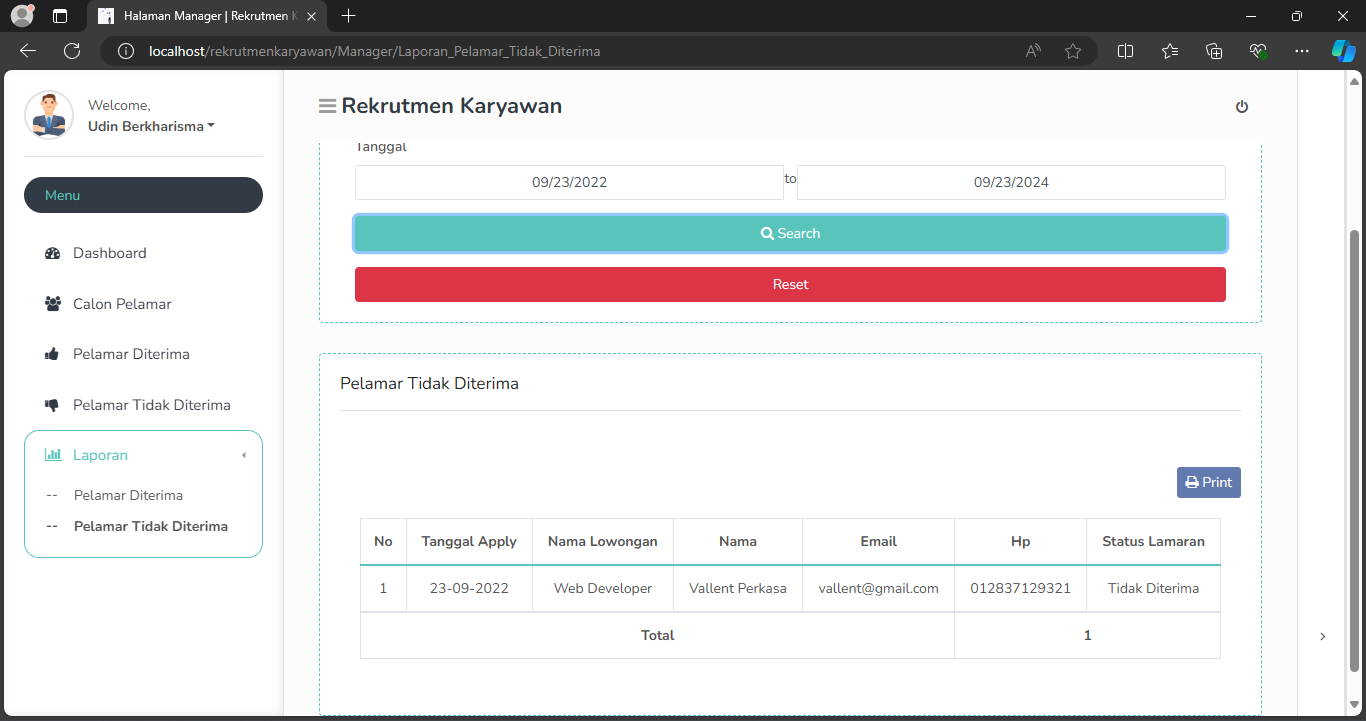 Halaman Manager | Rekrutmen K
localhost/rekrutmenkaryawan/Manager/Laporan_Pelamar_Tidak_Diterima
Welcome,
Udin Berkharisma
Menu
Dashboard
Calon Pelamar
Pelamar Diterima
Pelamar Tidak Diterima
Laporan
-- Pelamar Diterima
-- Pelamar Tidak Diterima
Rekrutmen Karyawan
Tanggal
09/23/2022 to 09/23/2024
Search
Reset
Pelamar Tidak Diterima
Print
No Tanggal Apply Nama Lowongan Nama Email Hp Status Lamaran
1 23-09-2022 Web Developer Vallent Perkasa vallent@gmail.com 012837129321 Tidak Diterima
Total 1